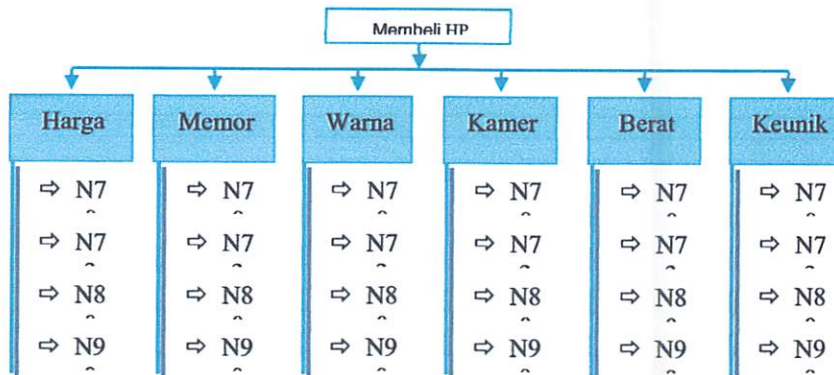 Membeli HP
Harga Memor Warna Kamer Berat Keunik
⇨ N7 ⇨ N7 ⇨ N7 ⇨ N7 ⇨ N7 ⇨ N7
⇨ N7 ⇨ N7 ⇨ N7 ⇨ N7 ⇨ N7 ⇨ N7
⇨ N8 ⇨ N8 ⇨ N8 ⇨ N8 ⇨ N8 ⇨ N8
⇨ N9 ⇨ N9 ⇨ N9 ⇨ N9 ⇨ N9 ⇨ N9